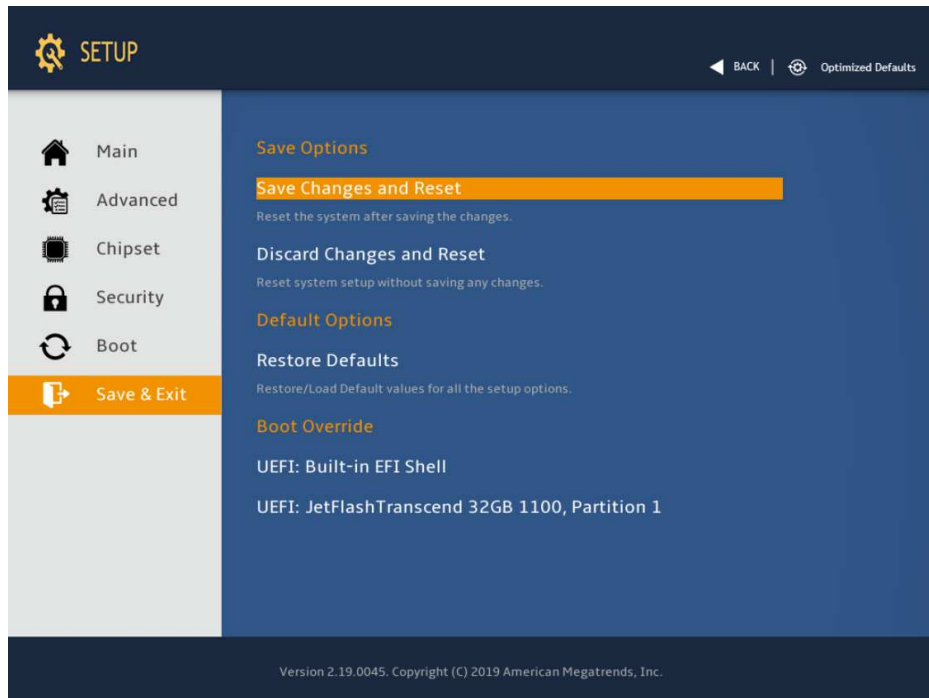 SETUP
BACK | Optimized Defaults
Main
Advanced
Chipset
Security
Boot
Save & Exit
Save Options
Save Changes and Reset
Reset the system after saving the changes.
Discard Changes and Reset
Reset system setup without saving any changes.
Default Options
Restore Defaults
Restore/Load Default values for all the setup options.
Boot Override
UEFI: Built-in EFI Shell
UEFI: JetFlashTranscend 32GB 1100, Partition 1
Version 2.19.0045. Copyright (C) 2019 American Megatrends, Inc.